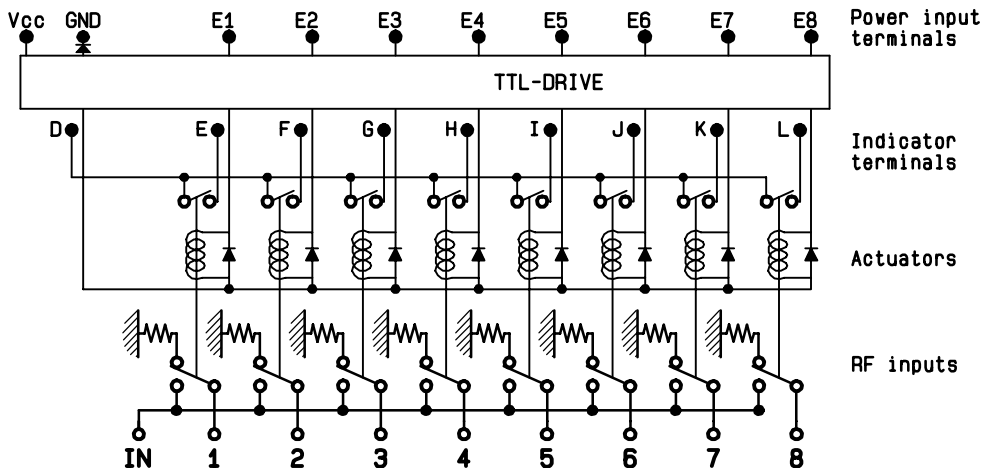 Vcc GND E1 E2 E3 E4 E5 E6 E7 E8
Power input
terminals
TTL-DRIVE
D E F G H I J K L
Indicator
terminals
Actuators
RF inputs
IN 1 2 3 4 5 6 7 8